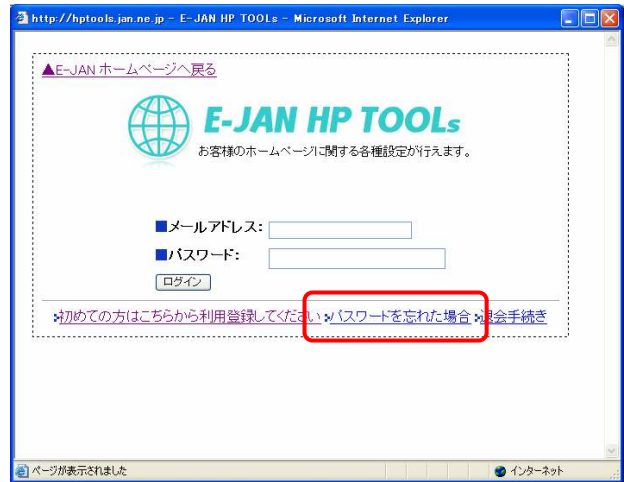 http://hptools.jan.ne.jp - E-JAN HP TOOLs - Microsoft Internet Explorer
▲E-JAN ホームページへ戻る
E-JAN HP TOOLs
お客様のホームページに関する各種設定が行えます。
■メールアドレス:
■パスワード:
ログイン
初めての方はこちらから利用登録してください パスワードを忘れた場合 退会手続き
ページが表示されました インターネット